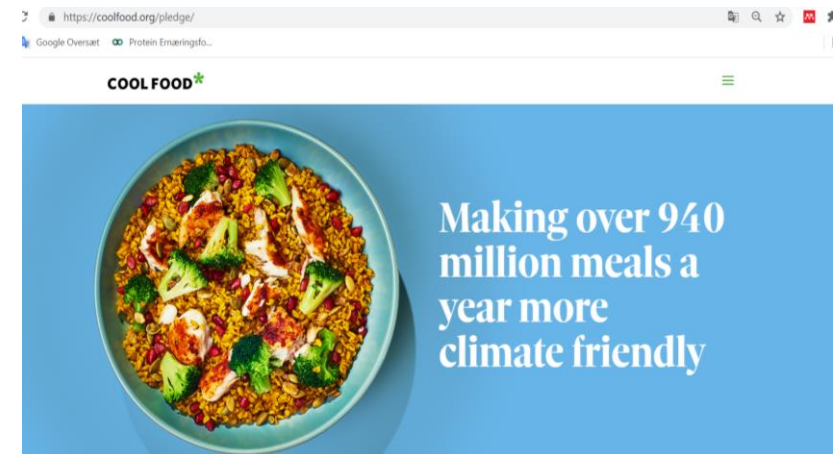 https://coolfood.org/pledge/
Google Oversæt Protein Ernæringsfo...
COOL FOOD*
Making over 940
million meals a
year more
climate friendly